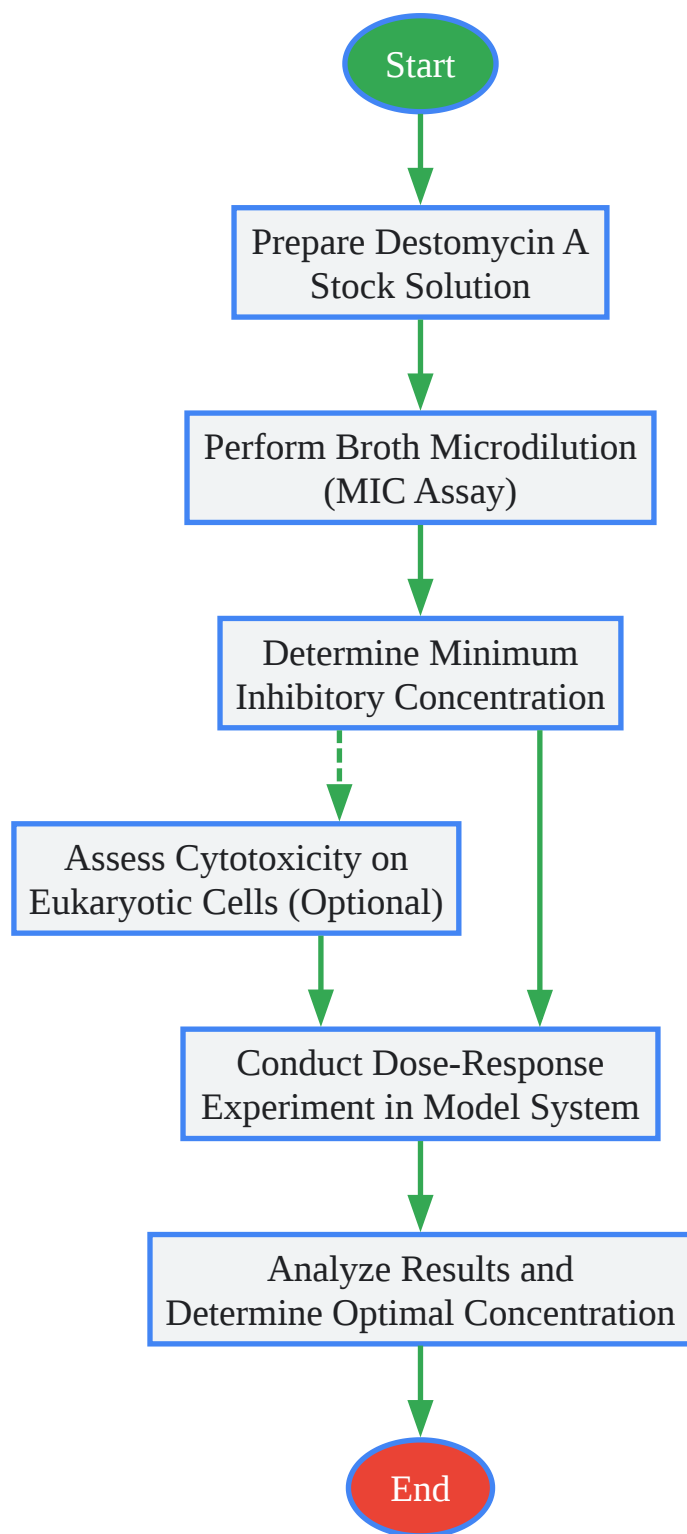 Start
Prepare Destomycin A
Stock Solution
Perform Broth Microdilution
(MIC Assay)
Determine Minimum
Inhibitory Concentration
Assess Cytotoxicity on
Eukaryotic Cells (Optional)
Conduct Dose-Response
Experiment in Model System
Analyze Results and
Determine Optimal Concentration
End